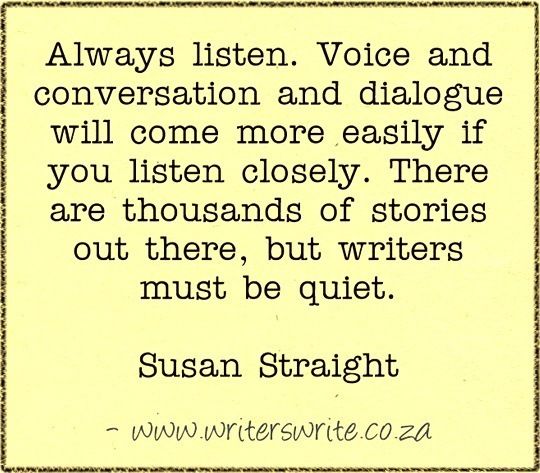 Always listen. Voice and
conversation and dialogue
will come more easily if
you listen closely. There
are thousands of stories
out there, but writers
must be quiet.
Susan Straight
- www.writerswrite.co.za